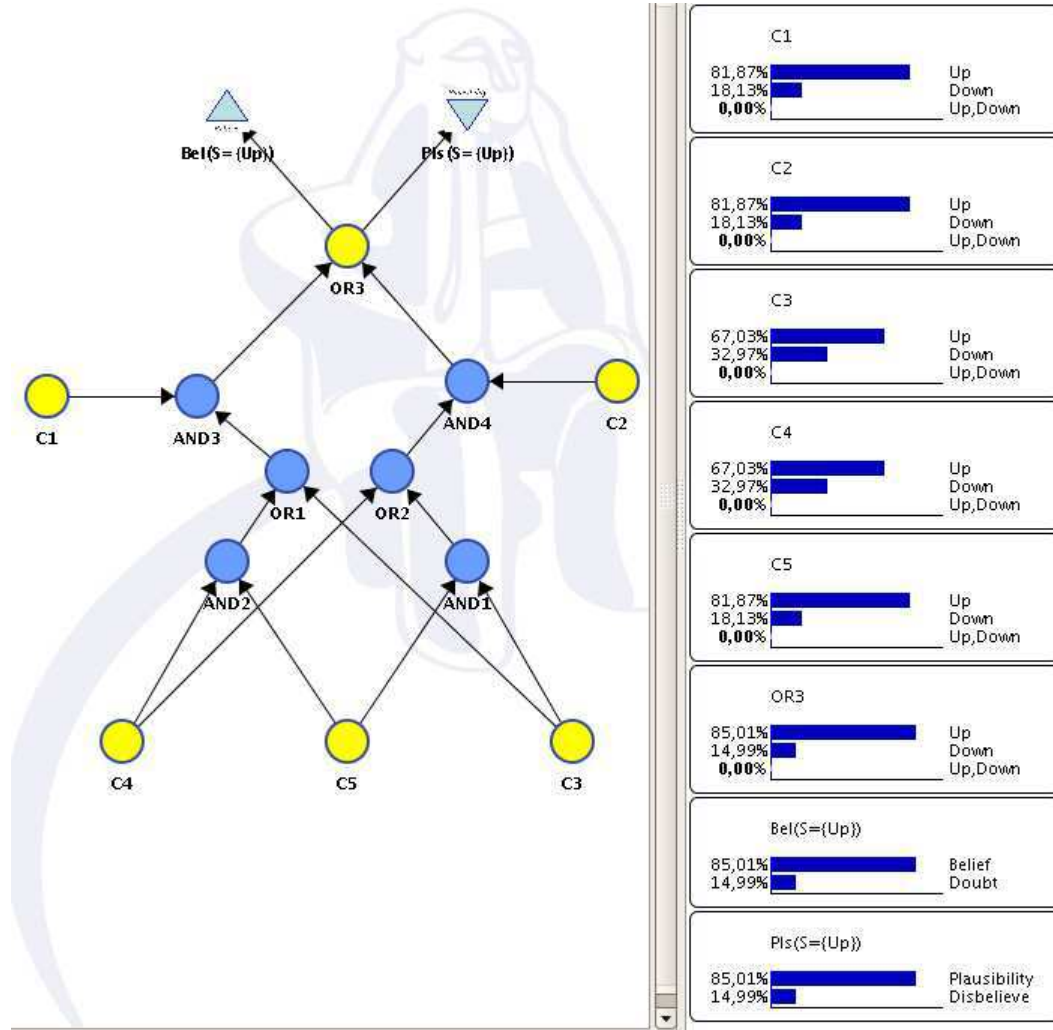 Bel(S={Up})
Pls(S={Up})
OR3
C1
AND3
AND4
C2
OR1
OR2
AND2
AND1
C4
C5
C3
C1
81,87% Up
18,13% Down
0,00% Up,Down
C2
81,87% Up
18,13% Down
0,00% Up,Down
C3
67,03% Up
32,97% Down
0,00% Up,Down
C4
67,03% Up
32,97% Down
0,00% Up,Down
C5
81,87% Up
18,13% Down
0,00% Up,Down
OR3
85,01% Up
14,99% Down
0,00% Up,Down
Bel(S={Up})
85,01% Belief
14,99% Doubt
Pls(S={Up})
85,01% Plausibility
14,99% Disbelieve